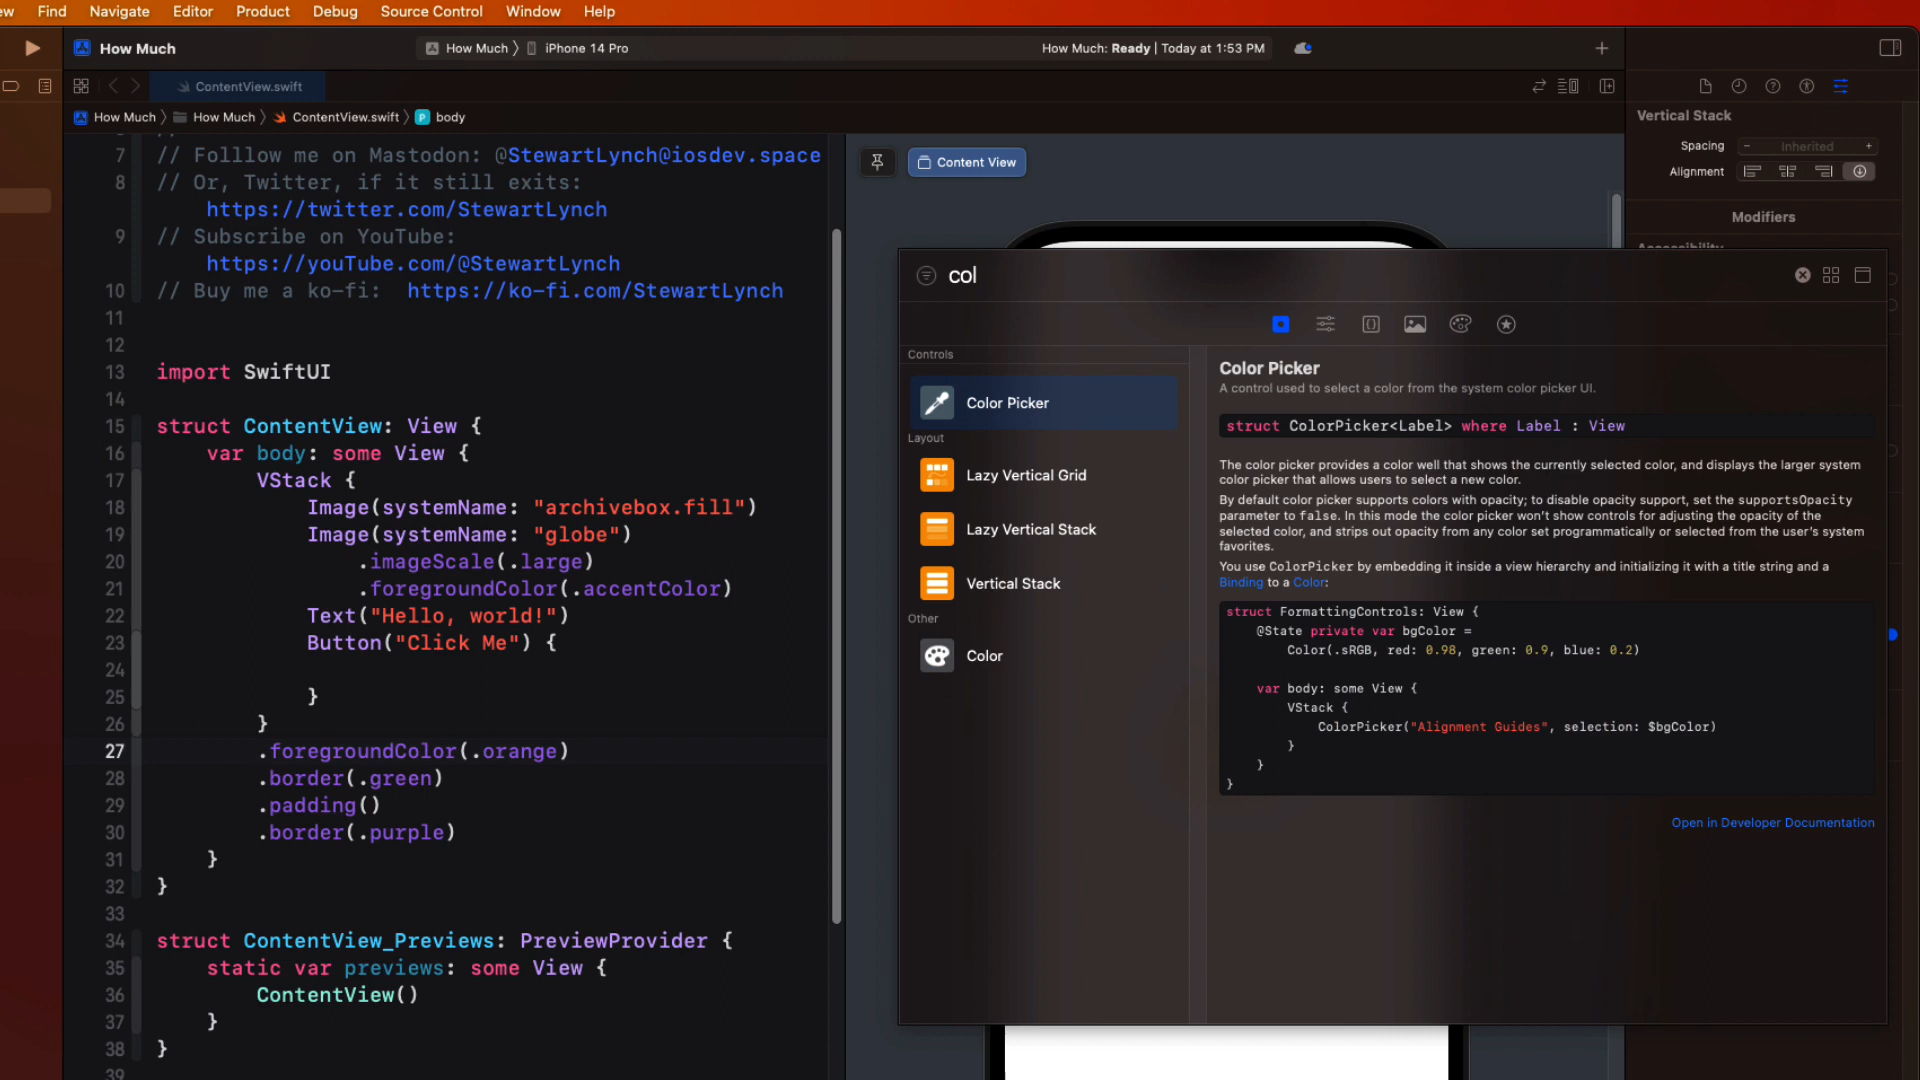 Find Navigate Editor Product Debug Source Control Window Help
How Much
How Much 〉 iPhone 14 Pro
How Much: Ready | Today at 1:53 PM
ContentView.swift
How Much 〉 How Much 〉 ContentView.swift 〉 P body
7 // Folllow me on Mastodon: @StewartLynch@iosdev.space
8 // Or, Twitter, if it still exits:
https://twitter.com/StewartLynch
9 // Subscribe on YouTube:
https://youTube.com/@StewartLynch
10 // Buy me a ko-fi: https://ko-fi.com/StewartLynch
11
12
13 import SwiftUI
14
15 struct ContentView: View {
16 var body: some View {
17 VStack {
18 Image(systemName: "archivebox.fill")
19 Image(systemName: "globe")
20 .imageScale(.large)
21 .foregroundColor(.accentColor)
22 Text("Hello, world!")
23 Button("Click Me") {
24
25 }
26 }
27 .foregroundColor(.orange)
28 .border(.green)
29 .padding()
30 .border(.purple)
31 }
32 }
33
34 struct ContentView_Previews: PreviewProvider {
35 static var previews: some View {
36 ContentView()
37 }
38 }
39
Content View
Vertical Stack
Spacing − Inherited +
Alignment
Modifiers
Accessibility
col
Controls
Color Picker
Layout
Lazy Vertical Grid
Lazy Vertical Stack
Vertical Stack
Other
Color
Color Picker
A control used to select a color from the system color picker UI.
struct ColorPicker<Label> where Label : View
The color picker provides a color well that shows the currently selected color, and displays the larger system
color picker that allows users to select a new color.
By default color picker supports colors with opacity; to disable opacity support, set the supportsOpacity
parameter to false. In this mode the color picker won't show controls for adjusting the opacity of the
selected color, and strips out opacity from any color set programmatically or selected from the user's system
favorites.
You use ColorPicker by embedding it inside a view hierarchy and initializing it with a title string and a
Binding to a Color:
struct FormattingControls: View {
@State private var bgColor =
Color(.sRGB, red: 0.98, green: 0.9, blue: 0.2)
var body: some View {
VStack {
ColorPicker("Alignment Guides", selection: $bgColor)
}
}
}
Open in Developer Documentation